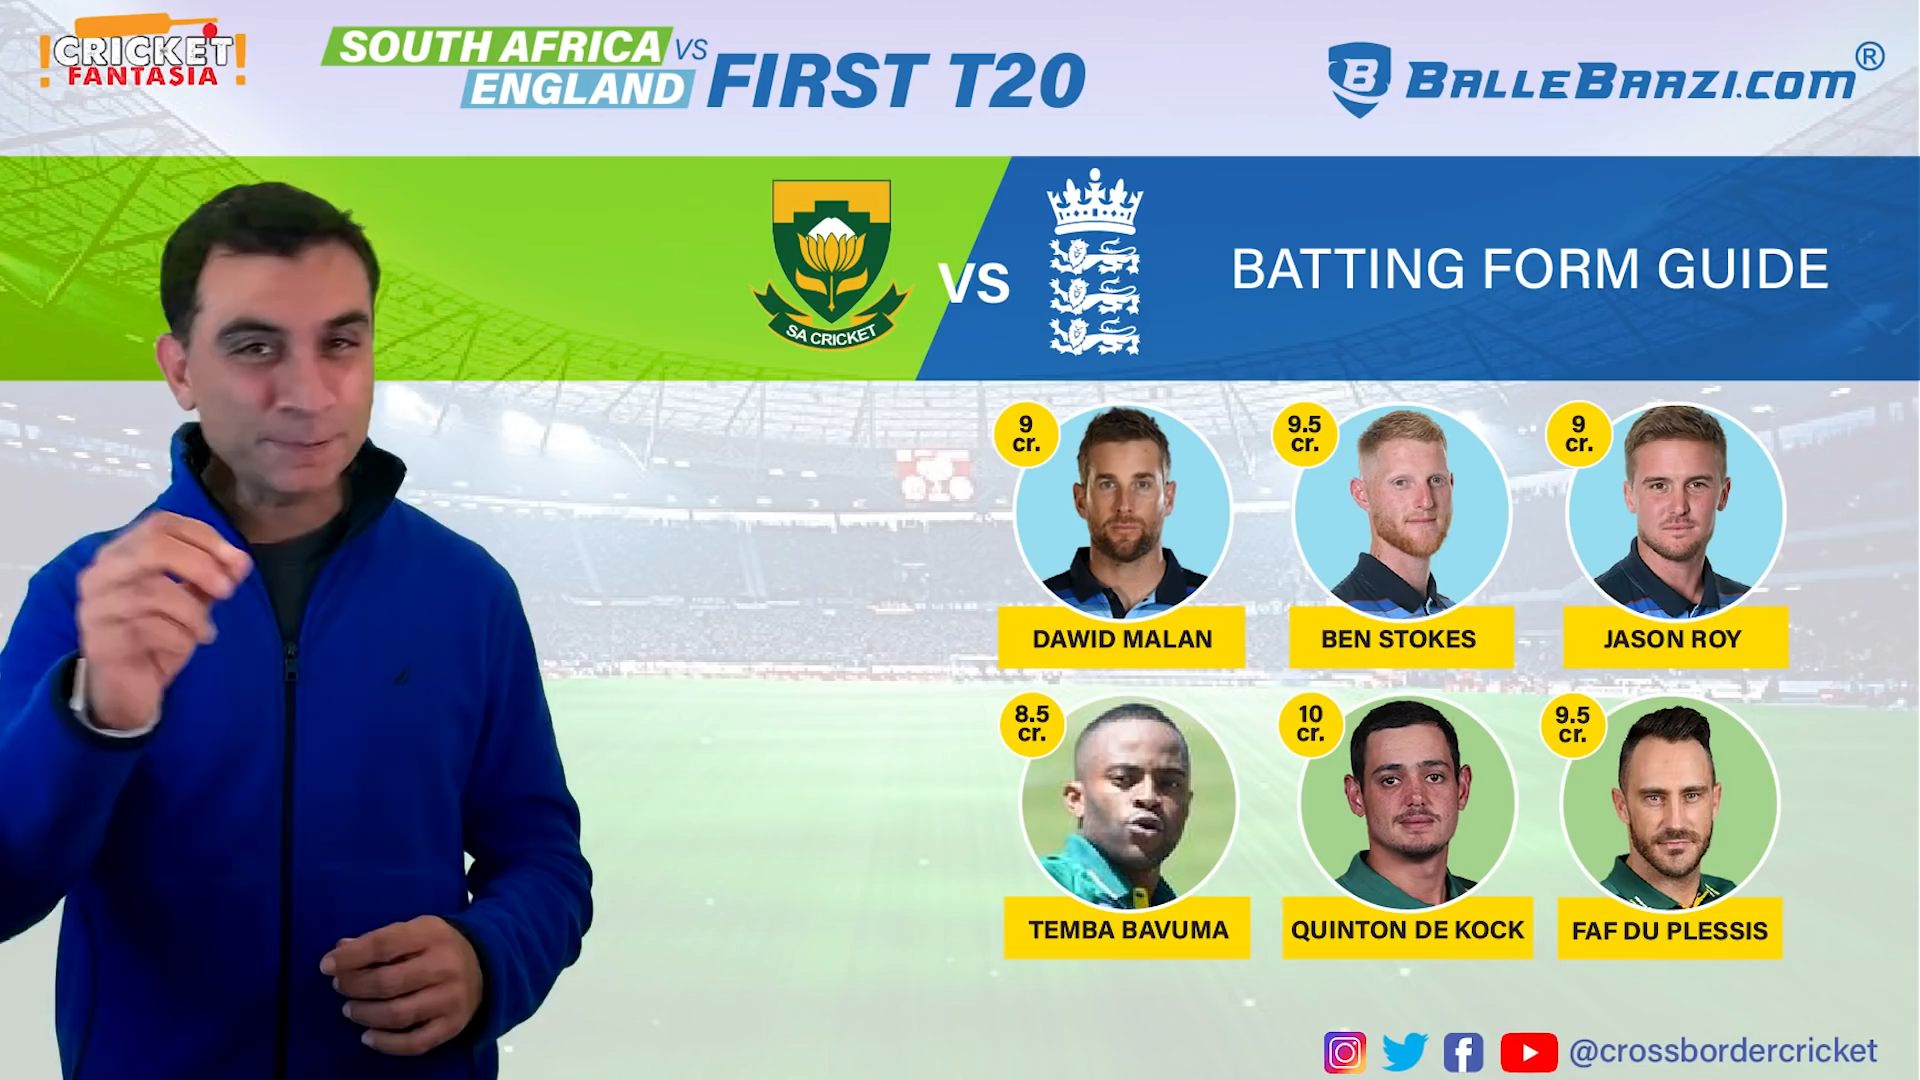 CRICKET
FANTASIA
SOUTH AFRICA VS
ENGLAND
FIRST T20
B BALLEBAAZI.COM®
SA CRICKET
VS
BATTING FORM GUIDE
9 cr.
9.5 cr.
9 cr.
DAWID MALAN
BEN STOKES
JASON ROY
8.5 cr.
10 cr.
9.5 cr.
TEMBA BAVUMA
QUINTON DE KOCK
FAF DU PLESSIS
@crossbordercricket